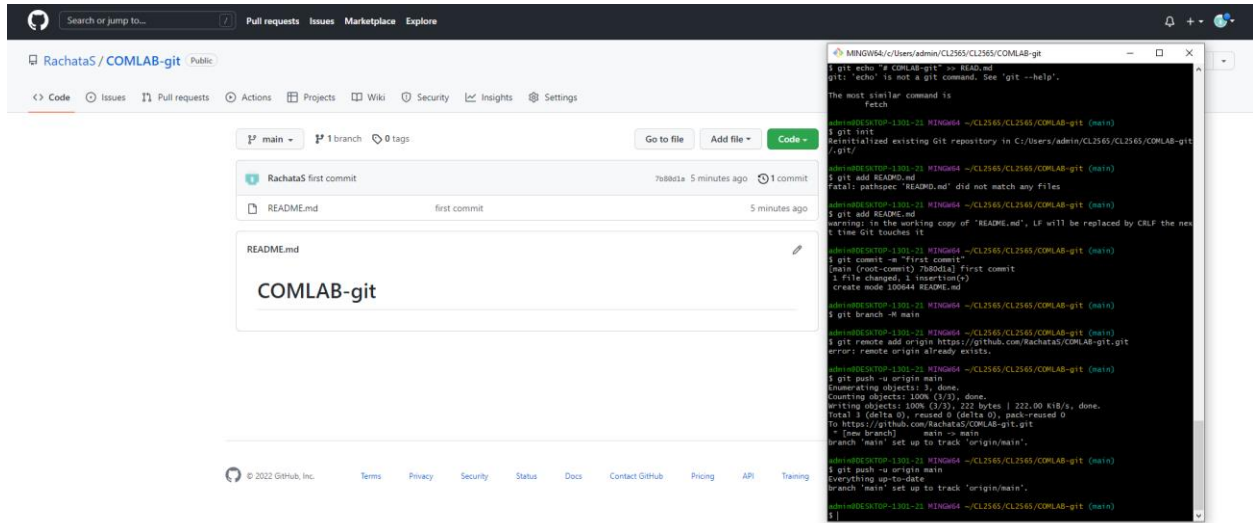 Search or jump to... /
Pull requests Issues Marketplace Explore
RachataS / COMLAB-git Public
Code Issues Pull requests Actions Projects Wiki Security Insights Settings
main 1 branch 0 tags Go to file Add file Code
RachataS first commit 7b80d1a 5 minutes ago 1 commit
README.md first commit 5 minutes ago
README.md
COMLAB-git
© 2022 GitHub, Inc. Terms Privacy Security Status Docs Contact GitHub Pricing API Training
MINGW64:/c/Users/admin/CL2565/CL2565/COMLAB-git
$ git echo "# COMLAB-git" >> READ.md
git: 'echo' is not a git command. See 'git --help'.
The most similar command is
fetch
admin@DESKTOP-1301-21 MINGW64 ~/CL2565/CL2565/COMLAB-git (main)
$ git init
Reinitialized existing Git repository in C:/Users/admin/CL2565/CL2565/COMLAB-git
/.git/
admin@DESKTOP-1301-21 MINGW64 ~/CL2565/CL2565/COMLAB-git (main)
$ git add READMD.md
fatal: pathspec 'READMD.md' did not match any files
admin@DESKTOP-1301-21 MINGW64 ~/CL2565/CL2565/COMLAB-git (main)
$ git add README.md
warning: in the working copy of 'README.md', LF will be replaced by CRLF the nex
t time Git touches it
admin@DESKTOP-1301-21 MINGW64 ~/CL2565/CL2565/COMLAB-git (main)
$ git commit -m "first commit"
[main (root-commit) 7b80d1a] first commit
1 file changed, 1 insertion(+)
create mode 100644 README.md
admin@DESKTOP-1301-21 MINGW64 ~/CL2565/CL2565/COMLAB-git (main)
$ git branch -M main
admin@DESKTOP-1301-21 MINGW64 ~/CL2565/CL2565/COMLAB-git (main)
$ git remote add origin https://github.com/RachataS/COMLAB-git.git
error: remote origin already exists.
admin@DESKTOP-1301-21 MINGW64 ~/CL2565/CL2565/COMLAB-git (main)
$ git push -u origin main
Enumerating objects: 3, done.
Counting objects: 100% (3/3), done.
Writing objects: 100% (3/3), 222 bytes | 222.00 KiB/s, done.
Total 3 (delta 0), reused 0 (delta 0), pack-reused 0
To https://github.com/RachataS/COMLAB-git.git
* [new branch] main -> main
branch 'main' set up to track 'origin/main'.
admin@DESKTOP-1301-21 MINGW64 ~/CL2565/CL2565/COMLAB-git (main)
$ git push -u origin main
Everything up-to-date
branch 'main' set up to track 'origin/main'.
admin@DESKTOP-1301-21 MINGW64 ~/CL2565/CL2565/COMLAB-git (main)
$